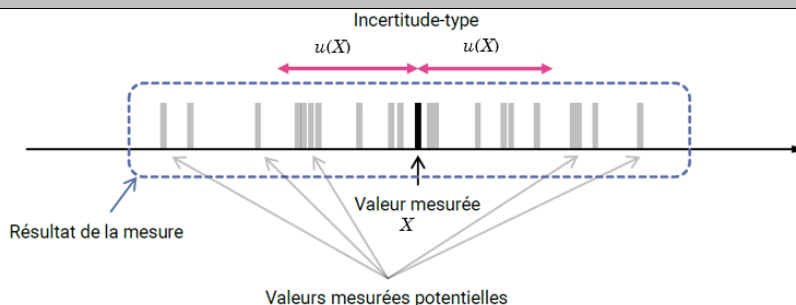 Incertitude-type
u(X) u(X)
Valeur mesurée
X
Résultat de la mesure
Valeurs mesurées potentielles